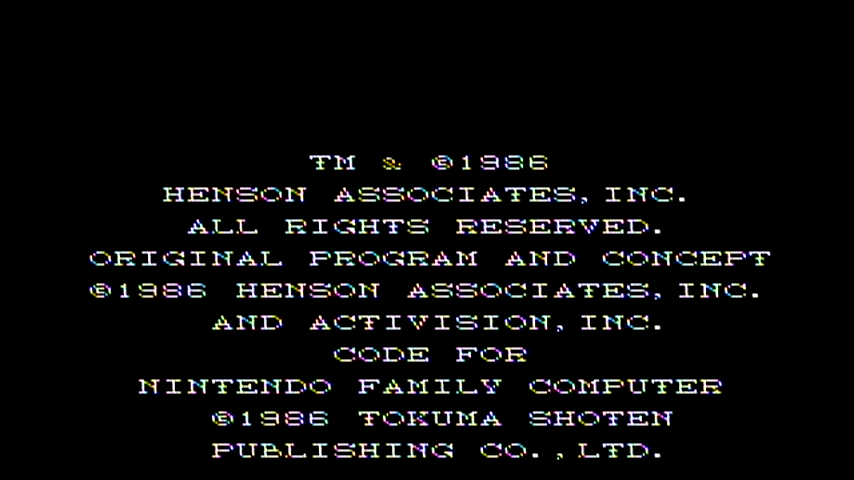 TM & ©1986
HENSON ASSOCIATES,INC.
ALL RIGHTS RESERVED.
ORIGINAL PROGRAM AND CONCEPT
©1986 HENSON ASSOCIATES,INC.
AND ACTIVISION,INC.
CODE FOR
NINTENDO FAMILY COMPUTER
©1986 TOKUMA SHOTEN
PUBLISHING CO.,LTD.